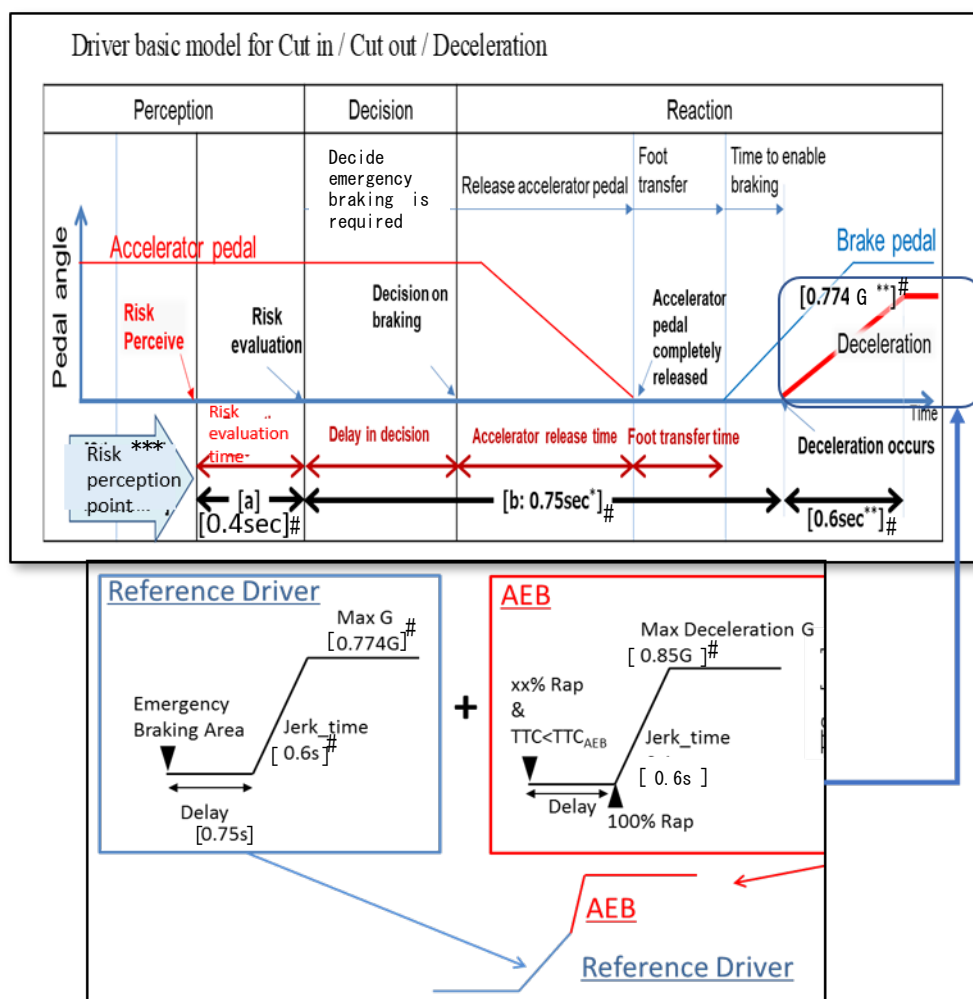 Driver basic model for Cut in / Cut out / Deceleration
Perception
Decision
Reaction
Decide
emergency
braking is
required
Release accelerator pedal
Foot
transfer
Time to enable
braking
Pedal angle
Accelerator pedal
Brake pedal
Risk
Perceive
Risk
evaluation
Decision on
braking
Accelerator
pedal
completely
released
[0.774 G **]#
Deceleration
Time
Deceleration occurs
Risk ***
perception
point
Risk
evaluation
time
Delay in decision
Accelerator release time
Foot transfer time
[a]
[0.4sec]#
[b: 0.75sec*]#
[0.6sec**]#
Reference Driver
Max G
[0.774G]#
Emergency
Braking Area
Jerk_time
[0.6s]#
Delay
[0.75s]
+
AEB
Max Deceleration G
[ 0.85G ]#
xx% Rap
&
TTC<TTCAEB
Jerk_time
[ 0.6s ]
Delay
100% Rap
AEB
Reference Driver